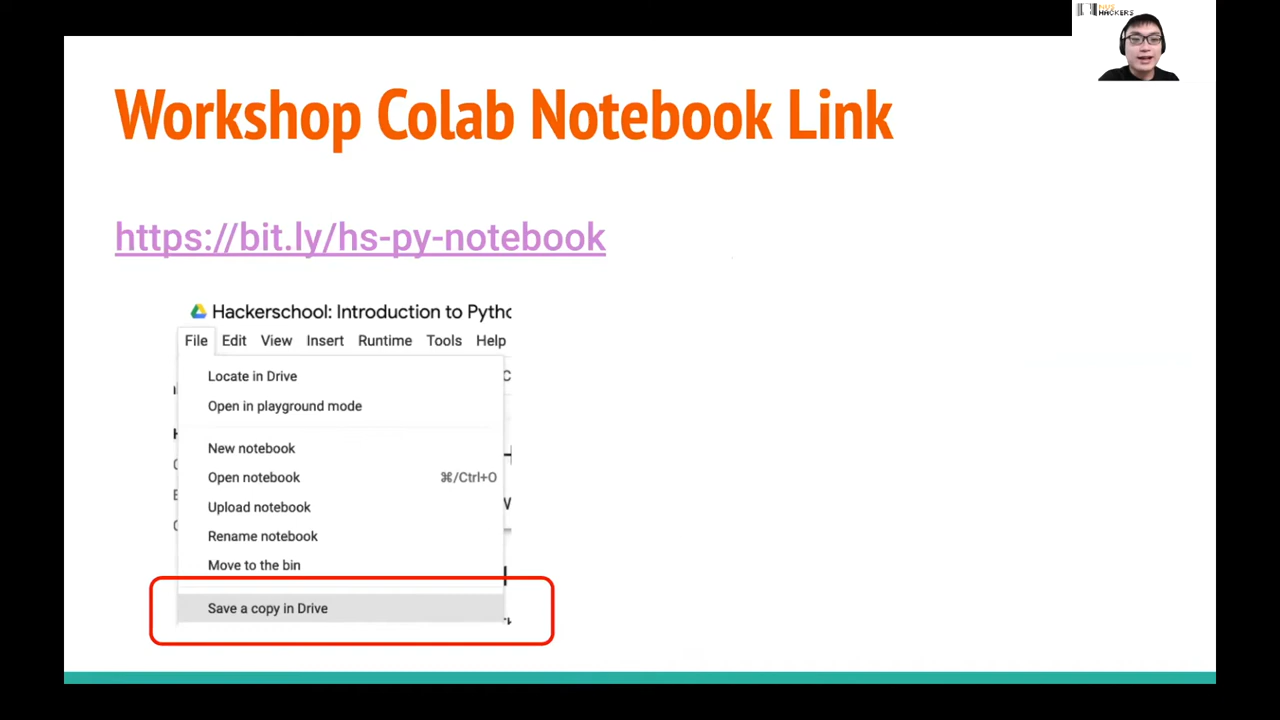 NUS
HACKERS
Workshop Colab Notebook Link
https://bit.ly/hs-py-notebook
Hackerschool: Introduction to Pytho
File Edit View Insert Runtime Tools Help
Locate in Drive
Open in playground mode
New notebook
Open notebook ⌘/Ctrl+O
Upload notebook
Rename notebook
Move to the bin
Save a copy in Drive